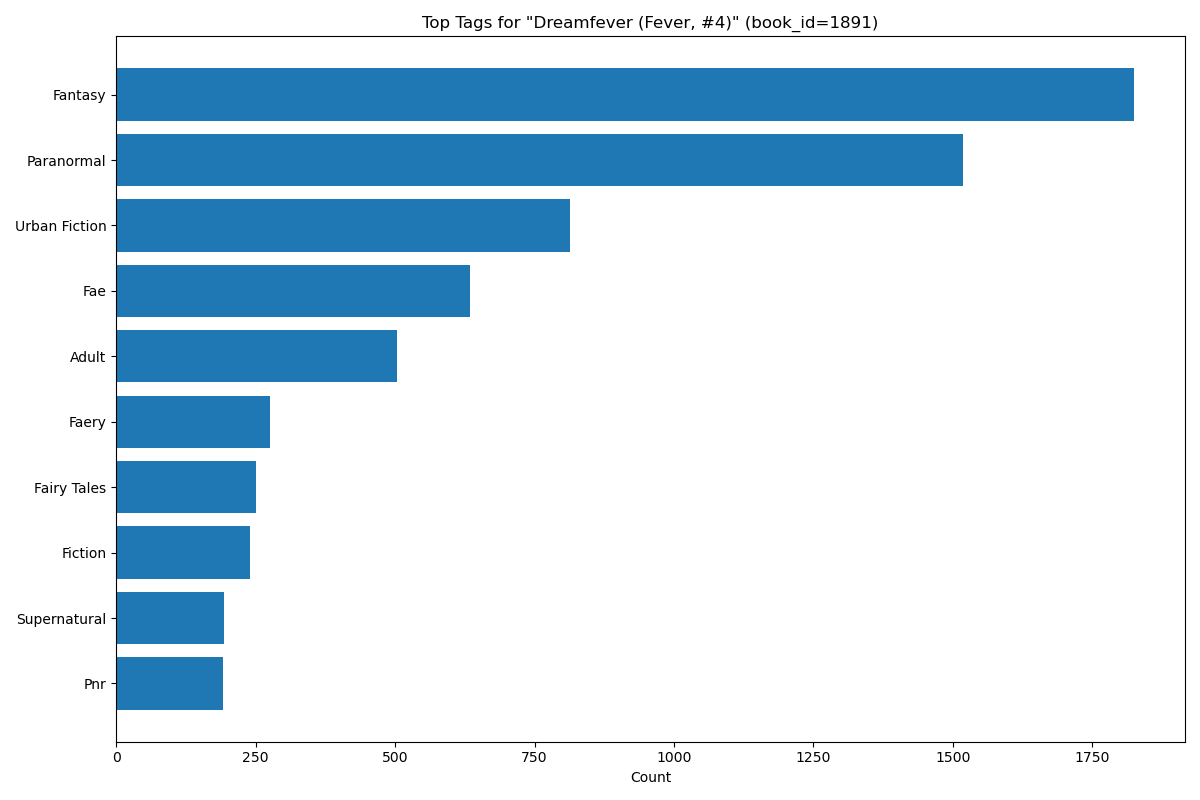 Top Tags for "Dreamfever (Fever, #4)" (book_id=1891)
Fantasy
Paranormal
Urban Fiction
Fae
Adult
Faery
Fairy Tales
Fiction
Supernatural
Pnr
0 250 500 750 1000 1250 1500 1750
Count